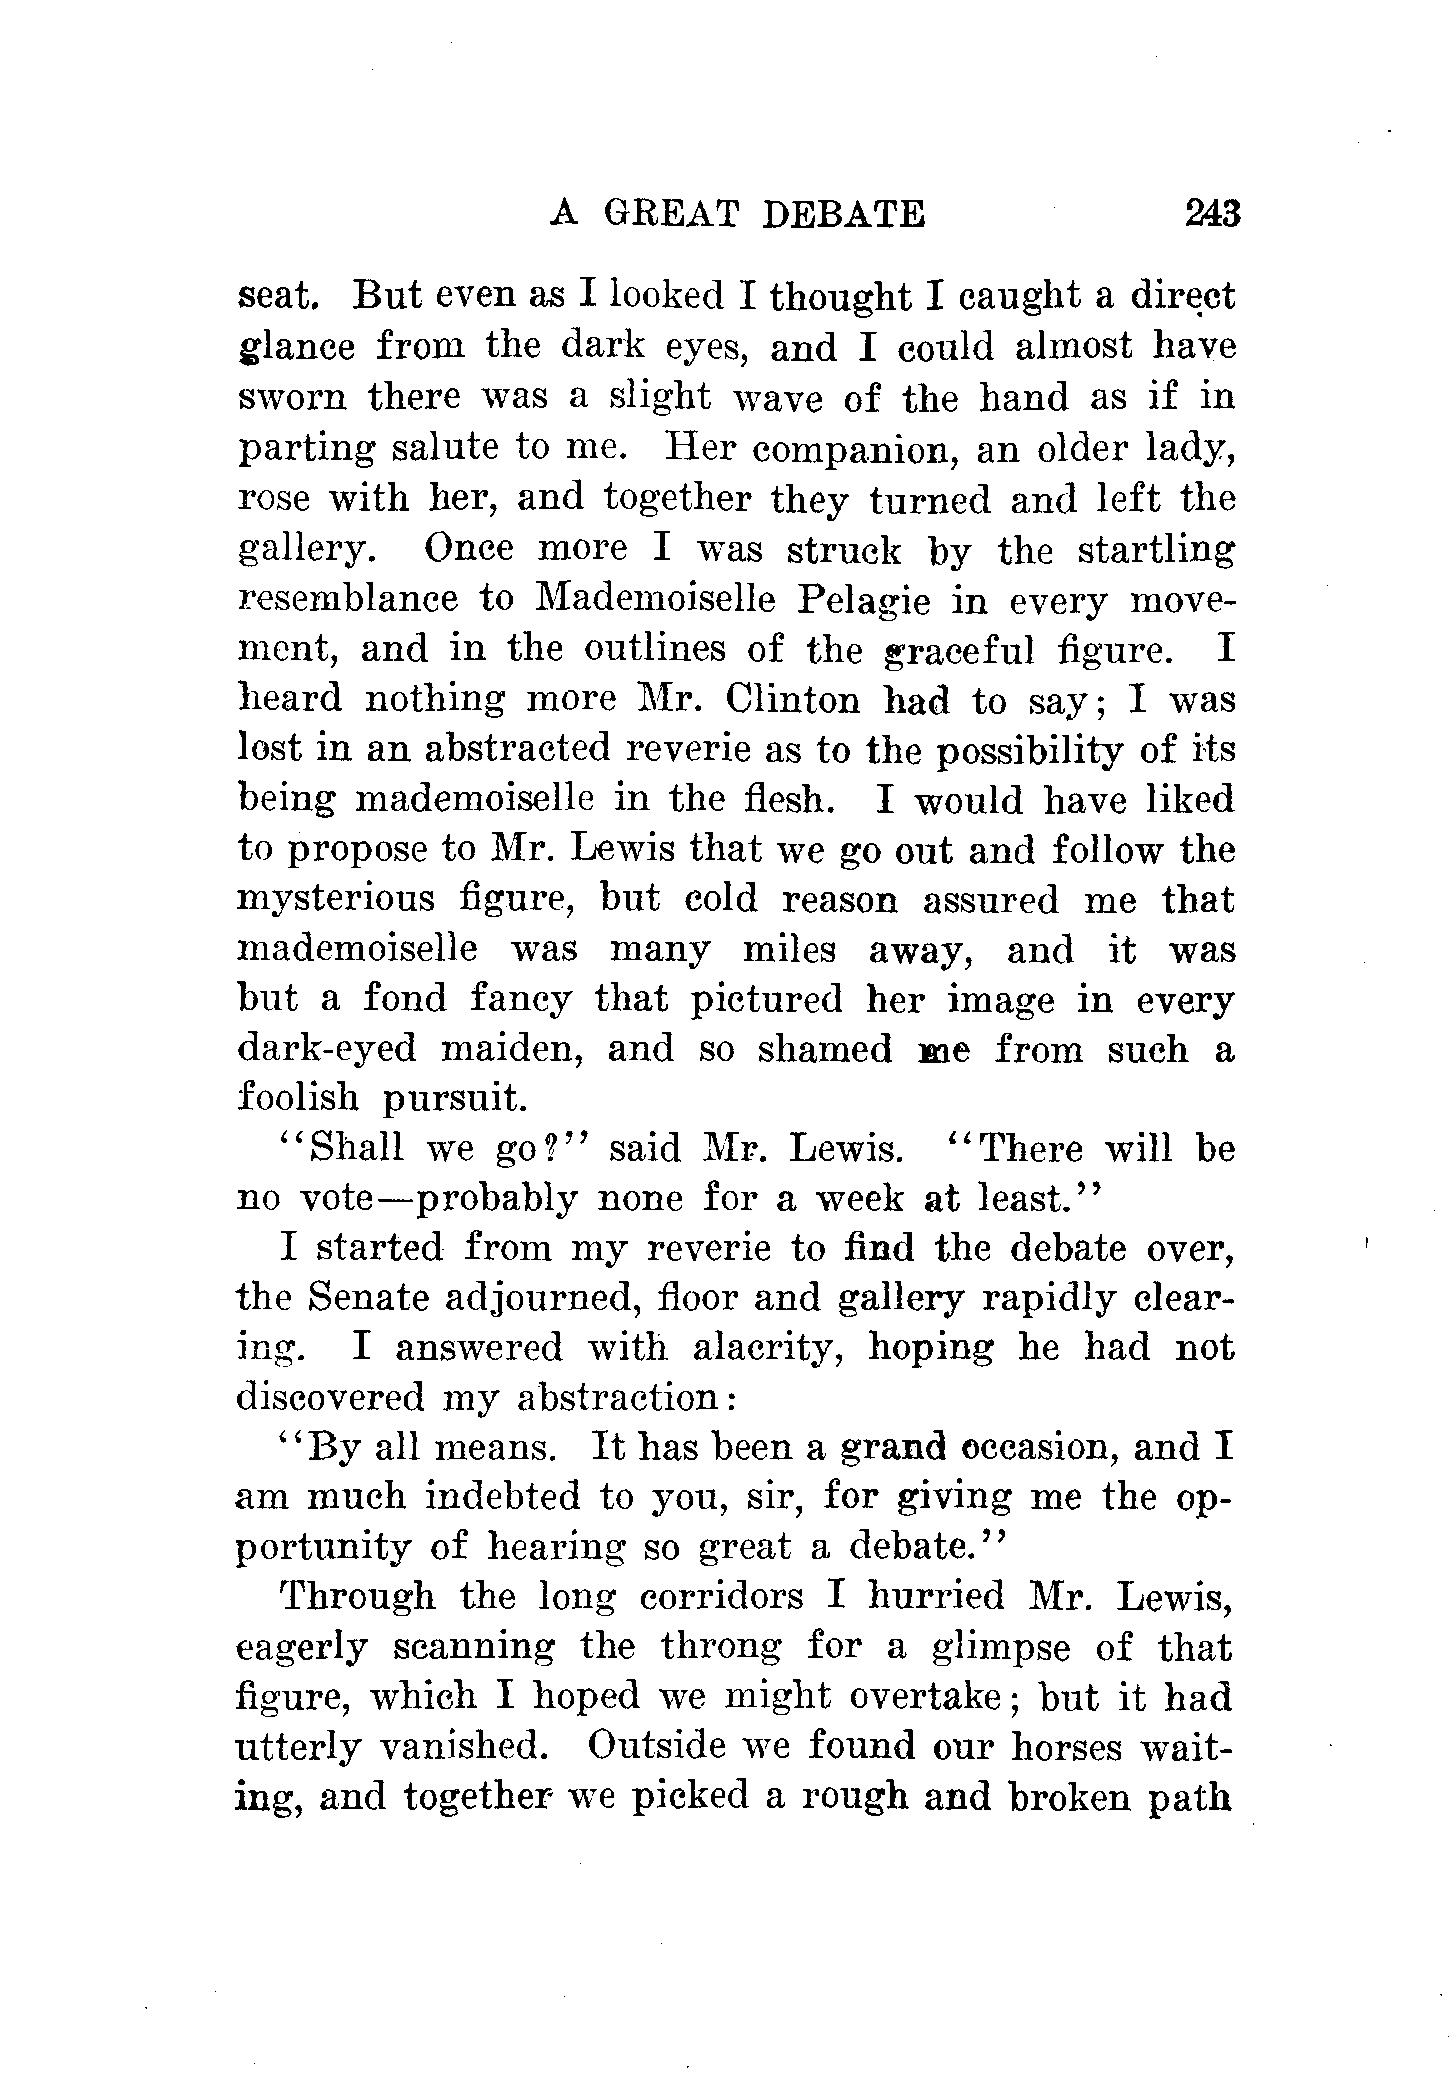 A GREAT DEBATE 243
seat. But even as I looked I thought I caught a direct
glance from the dark eyes, and I could almost have
sworn there was a slight wave of the hand as if in
parting salute to me. Her companion, an older lady,
rose with her, and together they turned and left the
gallery. Once more I was struck by the startling
resemblance to Mademoiselle Pelagie in every move-
ment, and in the outlines of the graceful figure. I
heard nothing more Mr. Clinton had to say; I was
lost in an abstracted reverie as to the possibility of its
being mademoiselle in the flesh. I would have liked
to propose to Mr. Lewis that we go out and follow the
mysterious figure, but cold reason assured me that
mademoiselle was many miles away, and it was
but a fond fancy that pictured her image in every
dark-eyed maiden, and so shamed me from such a
foolish pursuit.
"Shall we go?" said Mr. Lewis. "There will be
no vote—probably none for a week at least."
I started from my reverie to find the debate over,
the Senate adjourned, floor and gallery rapidly clear-
ing. I answered with alacrity, hoping he had not
discovered my abstraction:
"By all means. It has been a grand occasion, and I
am much indebted to you, sir, for giving me the op-
portunity of hearing so great a debate."
Through the long corridors I hurried Mr. Lewis,
eagerly scanning the throng for a glimpse of that
figure, which I hoped we might overtake; but it had
utterly vanished. Outside we found our horses wait-
ing, and together we picked a rough and broken path